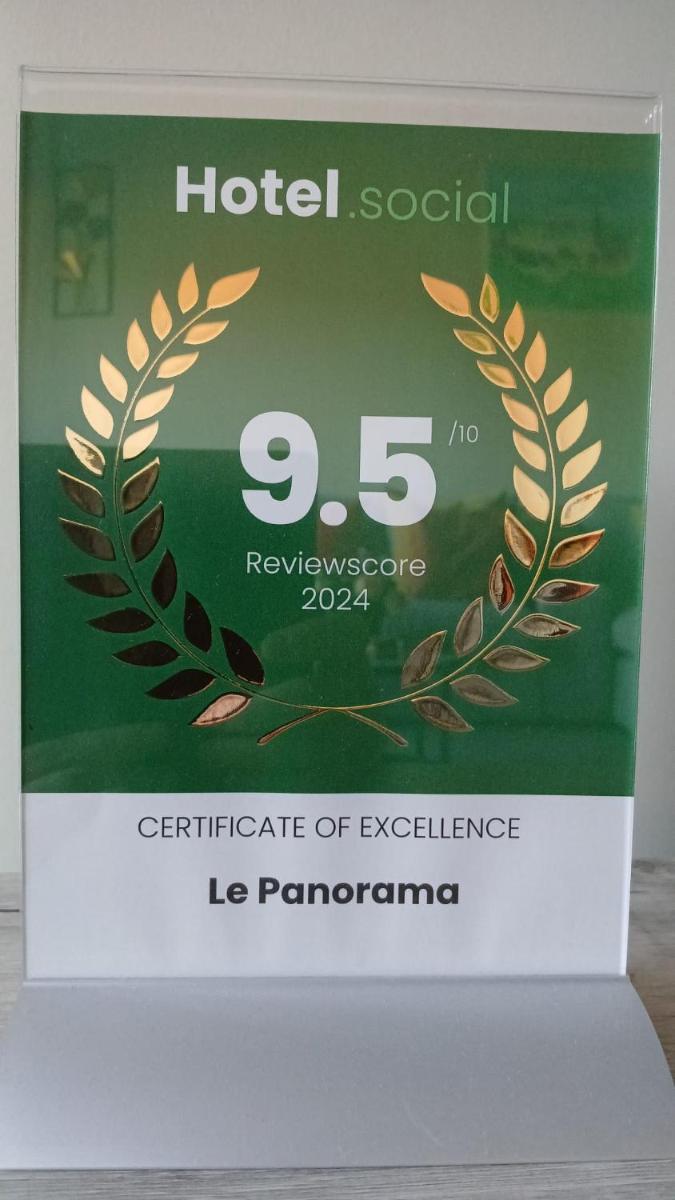 Hotel.social
9.5 /10
Reviewscore
2024
CERTIFICATE OF EXCELLENCE
Le Panorama